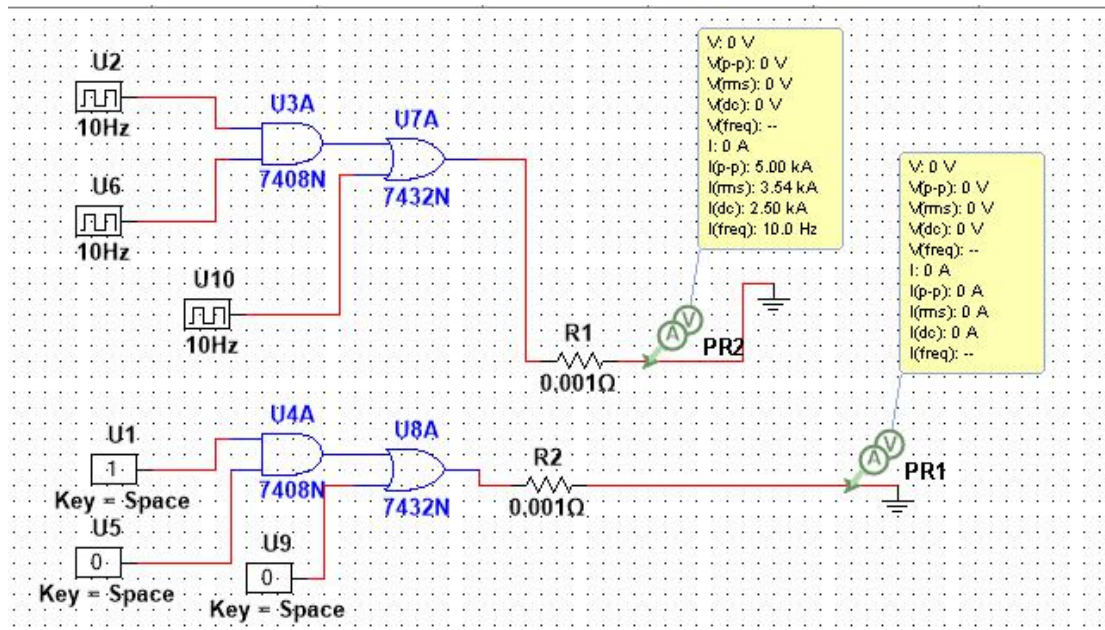 U2
10Hz
U6
10Hz
U3A
7408N
U7A
7432N
U10
10Hz
R1
0.001Ω
PR2
V: 0 V
V(p-p): 0 V
V(rms): 0 V
V(dc): 0 V
V(freq): --
I: 0 A
I(p-p): 5.00 kA
I(rms): 3.54 kA
I(dc): 2.50 kA
I(freq): 10.0 Hz
A
V
V: 0 V
V(p-p): 0 V
V(rms): 0 V
V(dc): 0 V
V(freq): --
I: 0 A
I(p-p): 0 A
I(rms): 0 A
I(dc): 0 A
I(freq): --
A
V
PR1
U1
1
Key = Space
U5
0
Key = Space
U4A
7408N
U8A
7432N
U9
0
Key = Space
R2
0.001Ω